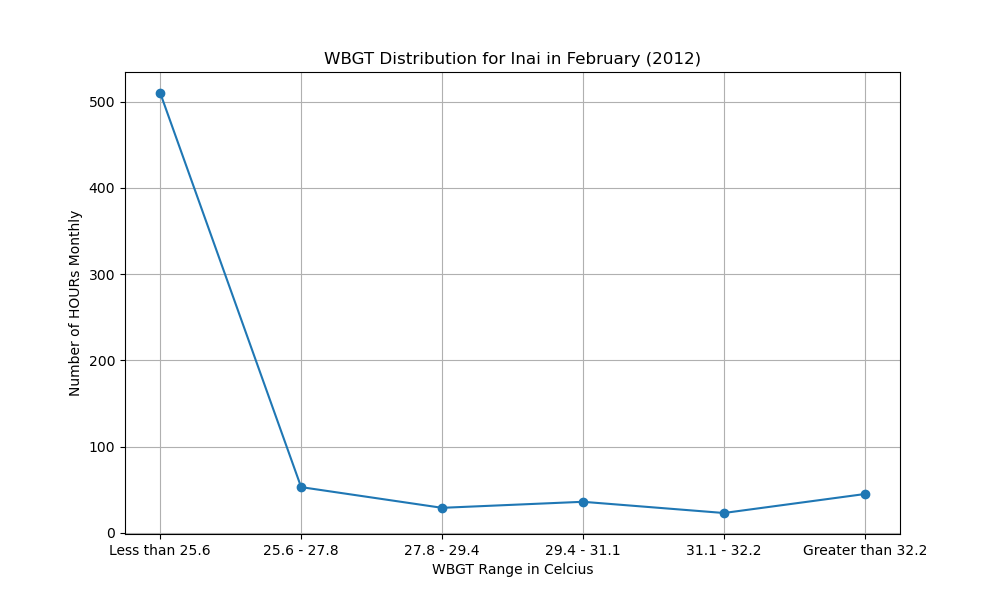 WBGT Distribution for Inai in February (2012)
Number of HOURs Monthly
500
400
300
200
100
0
Less than 25.6
25.6 - 27.8
27.8 - 29.4
29.4 - 31.1
31.1 - 32.2
Greater than 32.2
WBGT Range in Celcius